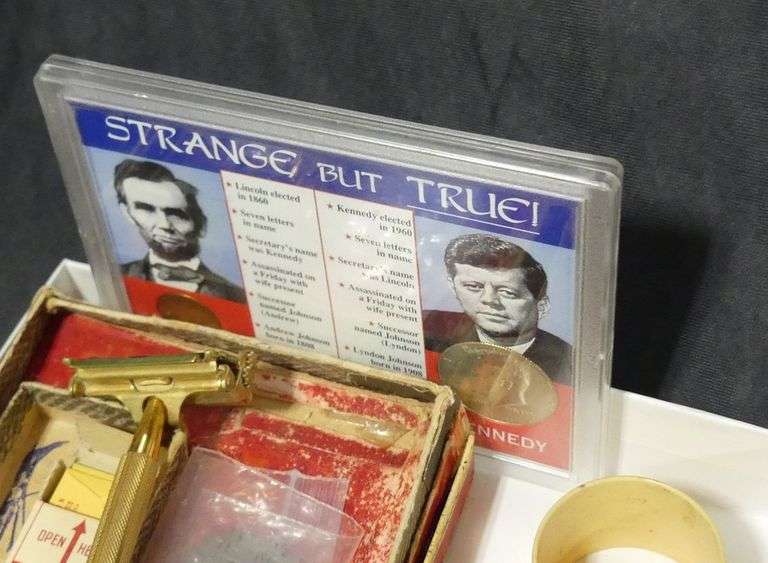 STRANGE BUT TRUE!
★ Lincoln elected
in 1860
★ Seven letters
in name
★ Secretary's name
was Kennedy
★ Assassinated on
a Friday with
wife present
★ Successor
named Johnson
(Andrew)
★ Andrew Johnson
born in 1808
★ Kennedy elected
in 1960
★ Seven letters
in name
★ Secretary's name
was Lincoln
★ Assassinated on
a Friday with
wife present
★ Successor
named Johnson
(Lyndon)
★ Lyndon Johnson
born in 1908
NNEDY
OPEN HE